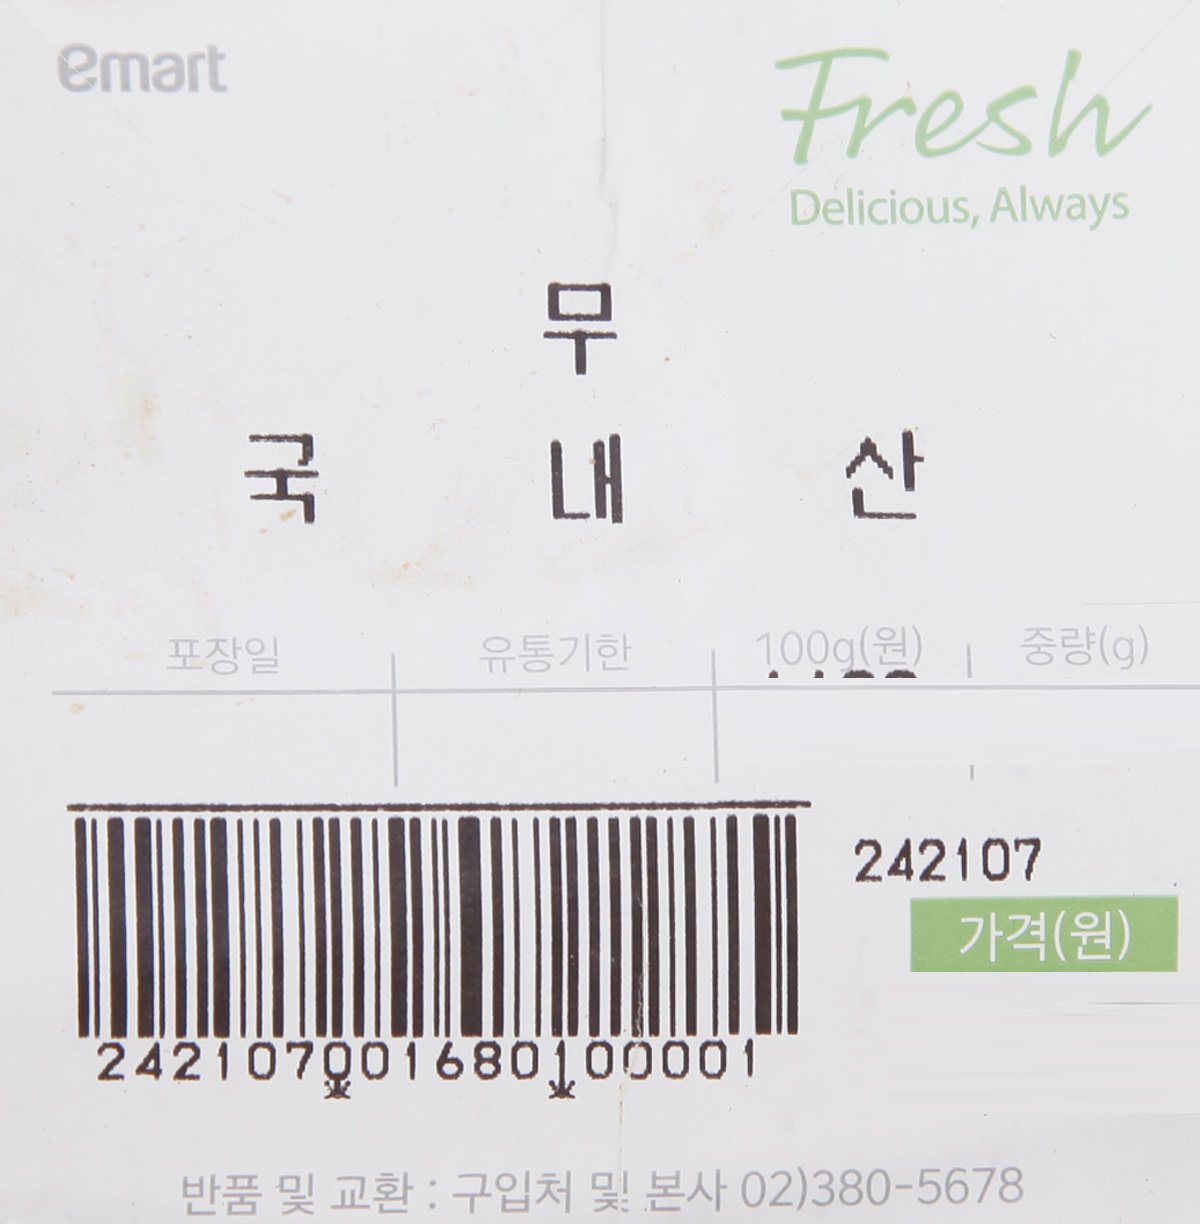 emart
Fresh
Delicious, Always
무
국 내 산
포장일 유통기한 100g(원) 중량(g)
242107
가격(원)
242107001680100001
반품 및 교환 : 구입처 및 본사 02)380-5678